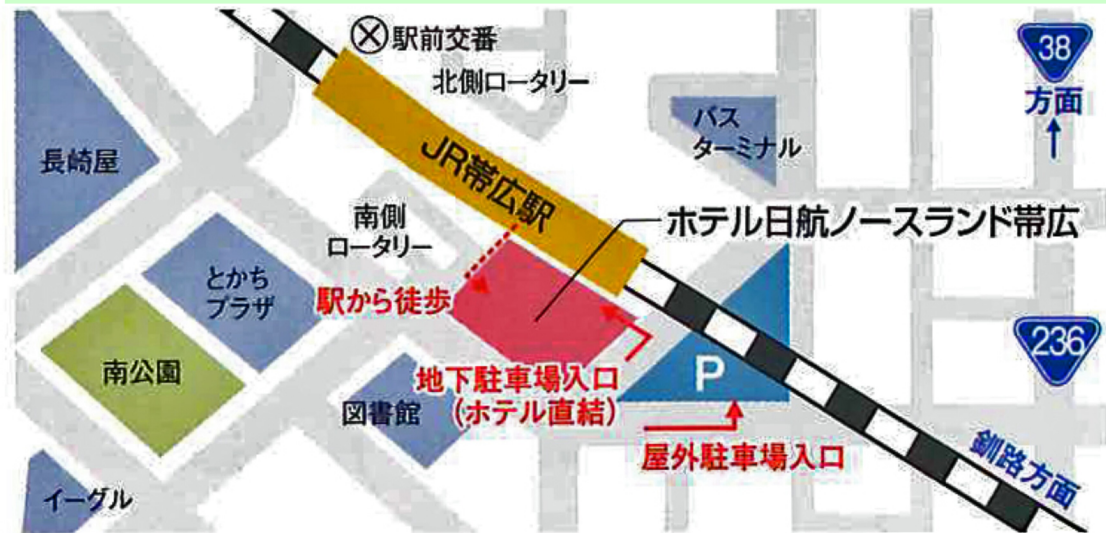 駅前交番
北側ロータリー
38
方面
バス
ターミナル
長崎屋
JR帯広駅
南側
ロータリー
ホテル日航ノースランド帯広
とかち
プラザ
駅から徒歩
236
南公園
地下駐車場入口
(ホテル直結)
P
図書館
屋外駐車場入口
釧路方面
イーグル